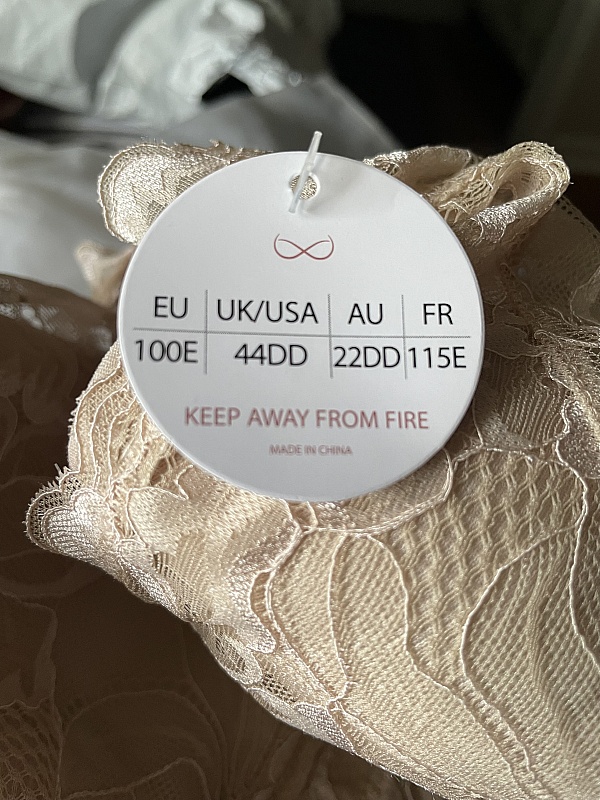 EU UK/USA AU FR
100E 44DD 22DD 115E
KEEP AWAY FROM FIRE
MADE IN CHINA